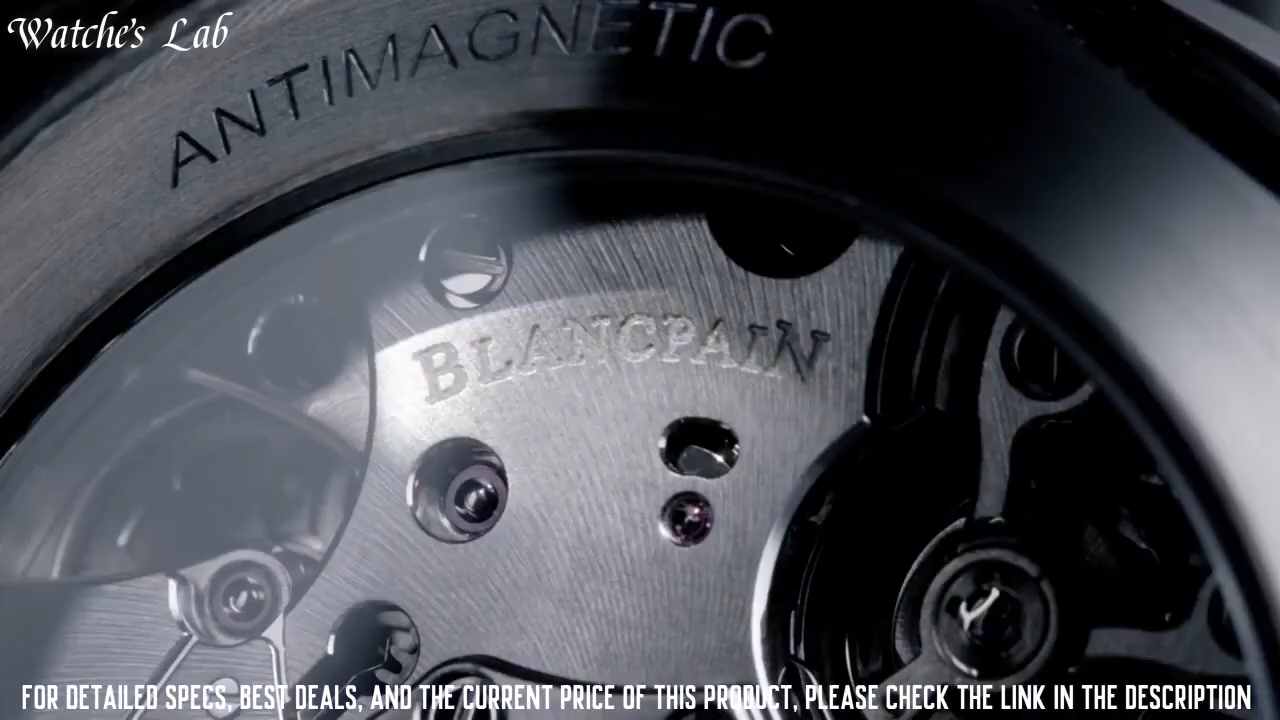 Watche's Lab
ANTIMAGNETIC
BLANCPAIN
FOR DETAILED SPECS, BEST DEALS, AND THE CURRENT PRICE OF THIS PRODUCT, PLEASE CHECK THE LINK IN THE DESCRIPTION